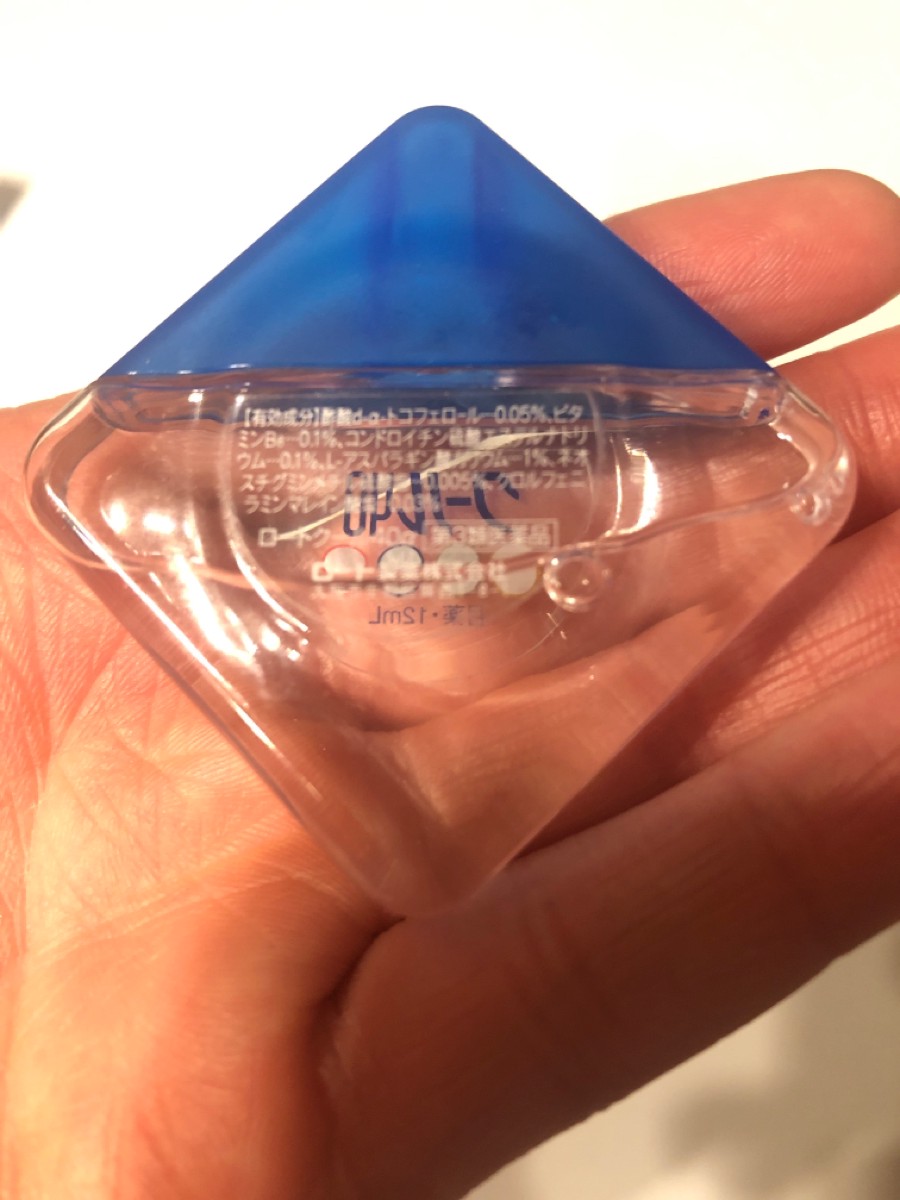 【有効成分】酢酸d-α-トコフェロール…0.05%、ビタ
ミンB6…0.1%、コンドロイチン硫酸エステルナトリ
ウム…0.1%、L-アスパラギン酸カリウム…1%、ネオ
スチグミンメチル硫酸塩…0.005%、クロルフェニ
ラミンマレイン酸塩
ロート 40α 第3類医薬品
ロート製薬株式会社
クール40α
目薬・12mL